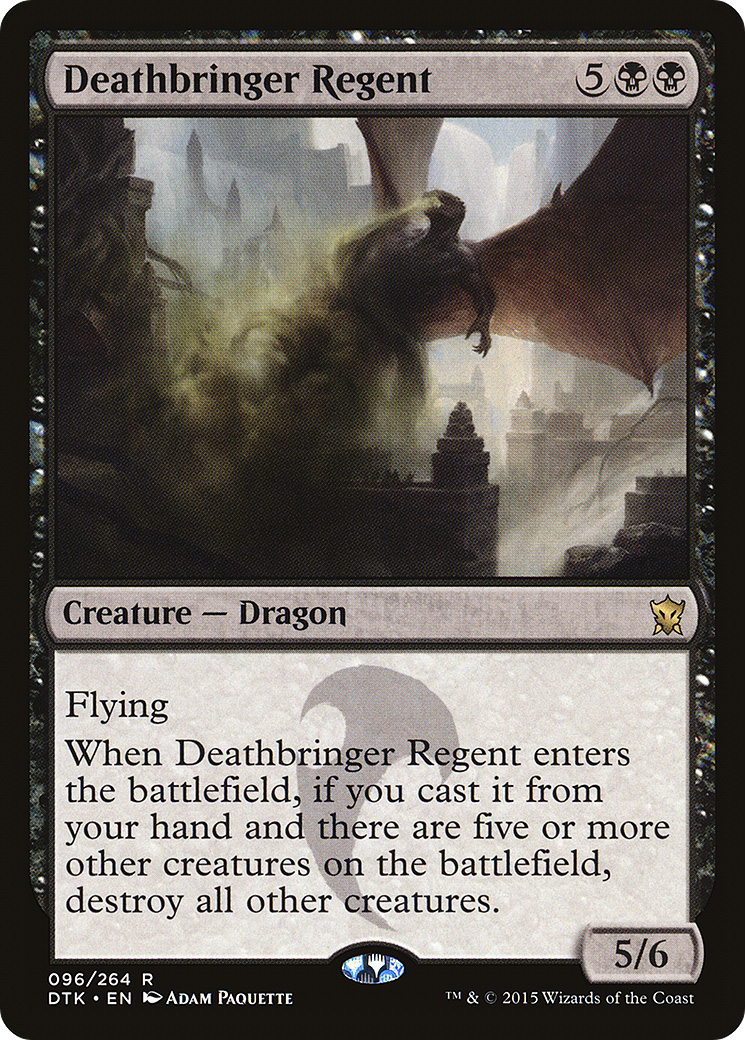 Deathbringer Regent 5
Creature — Dragon
Flying
When Deathbringer Regent enters
the battlefield, if you cast it from
your hand and there are five or more
other creatures on the battlefield,
destroy all other creatures.
5/6
096/264 R
DTK • EN Adam Paquette
™ & © 2015 Wizards of the Coast